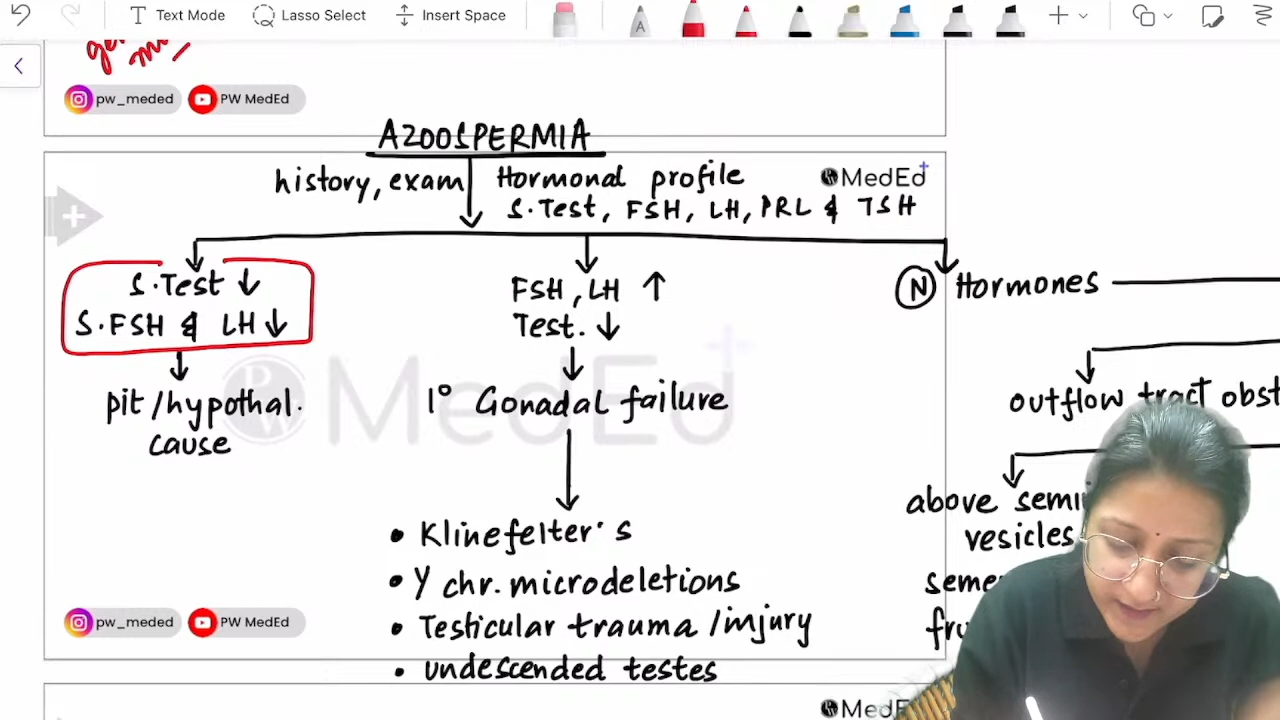 Text Mode
Lasso Select
Insert Space
pw_meded
PW MedEd
AZOOSPERMIA
history, exam
Hormonal profile
S.Test, FSH, LH, PRL & TSH
MedEd
S.Test ↓
S.FSH & LH ↓
pit/hypothal.
cause
FSH, LH ↑
Test. ↓
1° Gonadal failure
• Klinefelter's
• Y chr. microdeletions
• Testicular trauma/injury
• undescended testes
N Hormones
outflow tract obst
above
vesicles
pw_meded
PW MedEd
MedEd